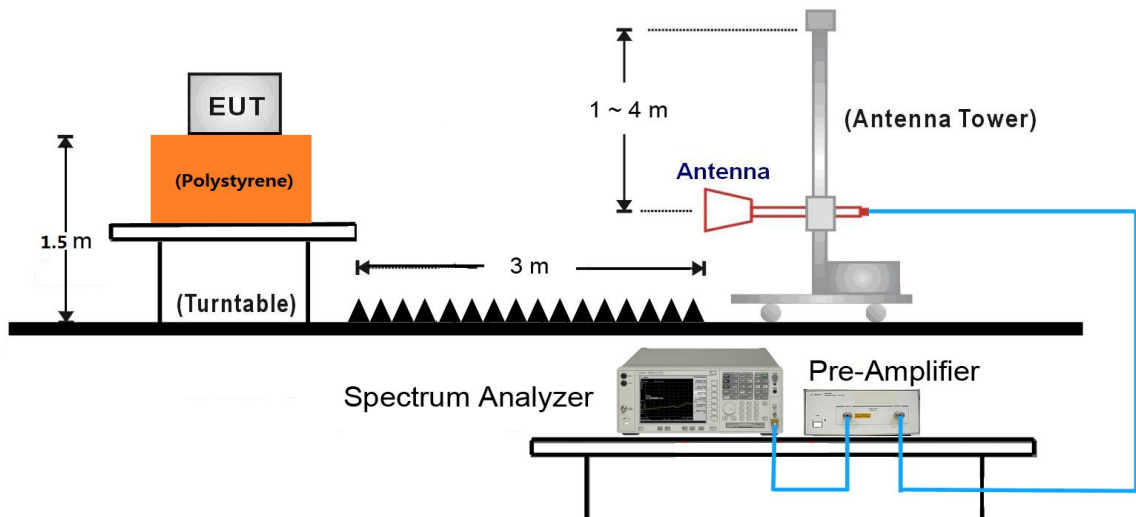 EUT
(Polystyrene)
1.5 m
(Turntable)
3 m
1 ~ 4 m
Antenna
(Antenna Tower)
Spectrum Analyzer
Pre-Amplifier